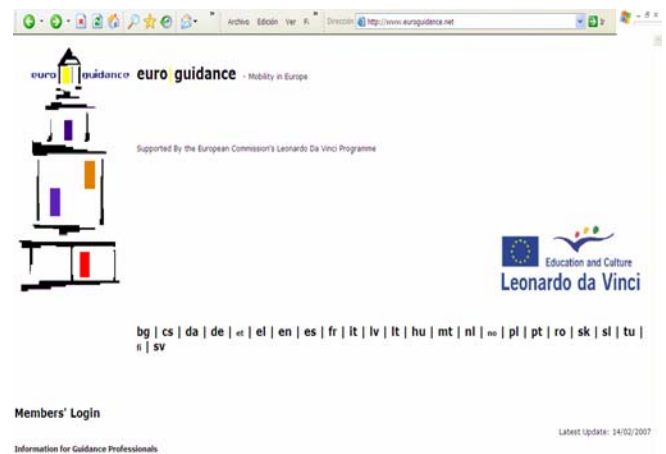 Archivo Edición Ver
Dirección http://www.euroguidance.net
euro guidance
euro guidance - Mobility in Europe
Supported By the European Commission's Leonardo Da Vinci Programme
Education and Culture
Leonardo da Vinci
bg | cs | da | de | et | el | en | es | fr | it | lv | lt | hu | mt | nl | no | pl | pt | ro | sk | sl | tu |
fi | sv
Members' Login
Latest Update: 14/02/2007
Information for Guidance Professionals